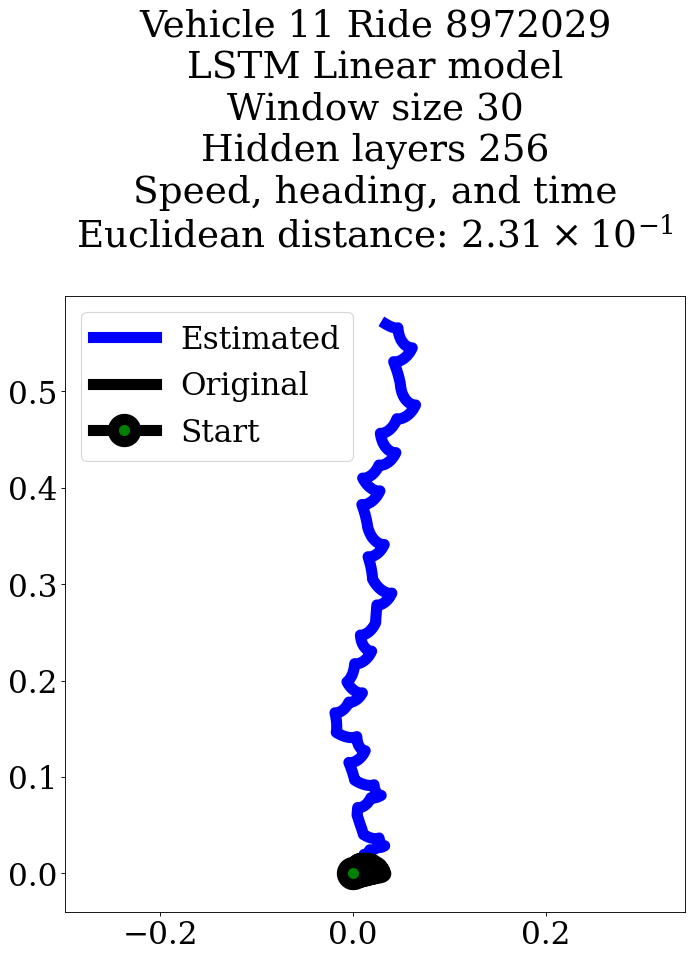 Vehicle 11 Ride 8972029
LSTM Linear model
Window size 30
Hidden layers 256
Speed, heading, and time
Euclidean distance: 2.31 × 10⁻¹
Estimated
Original
Start
0.5
0.4
0.3
0.2
0.1
0.0
−0.2 0.0 0.2